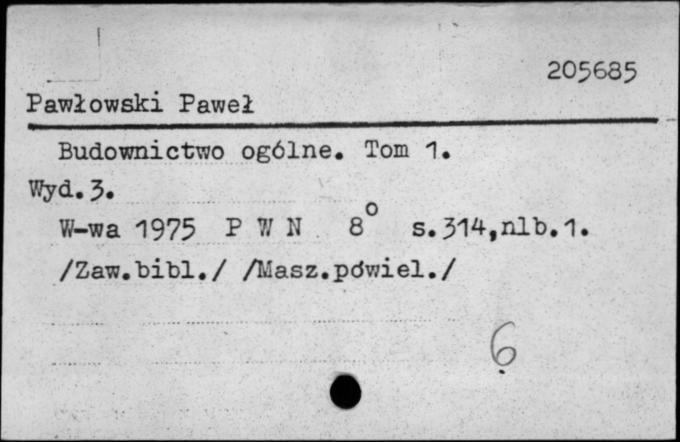 205685
Pawłowski Paweł
Budownictwo ogólne. Tom 1.
Wyd.3.
W-wa 1975 P W N 8° s.314,nlb.1.
/Zaw.bibl./ /Masz.pówiel./
6